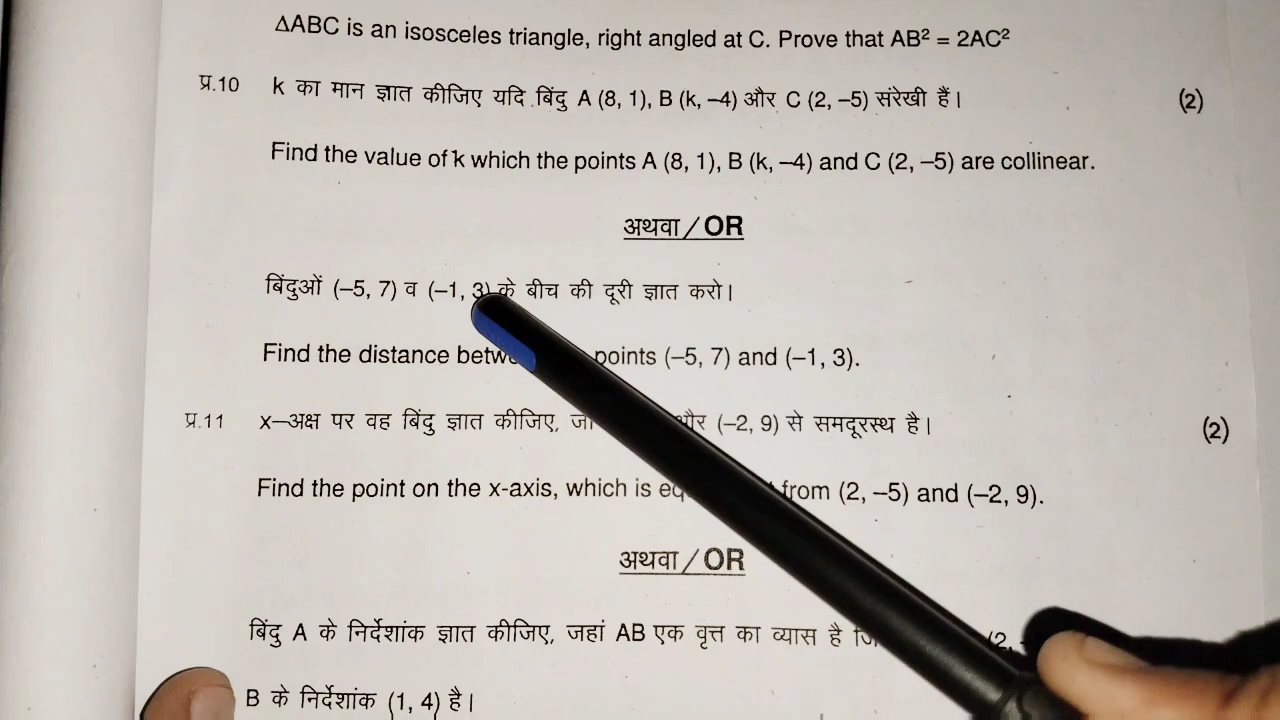 ΔABC is an isosceles triangle, right angled at C. Prove that AB² = 2AC²
प्र.10 k का मान ज्ञात कीजिए यदि बिंदु A (8, 1), B (k, –4) और C (2, –5) संरेखी हैं। (2)
Find the value of k which the points A (8, 1), B (k, –4) and C (2, –5) are collinear.
अथवा / OR
बिंदुओं (–5, 7) व (–1, 3) के बीच की दूरी ज्ञात करो।
Find the distance points (–5, 7) and (–1, 3).
प्र.11 x–अक्ष पर वह बिंदु ज्ञात कीजिए, (–2, 9) से समदूरस्थ है। (2)
Find the point on the x-axis, which is from (2, –5) and (–2, 9).
अथवा / OR
बिंदु A के निर्देशांक ज्ञात कीजिए, जहां AB एक वृत्त का व्यास है
B के निर्देशांक (1, 4) है।